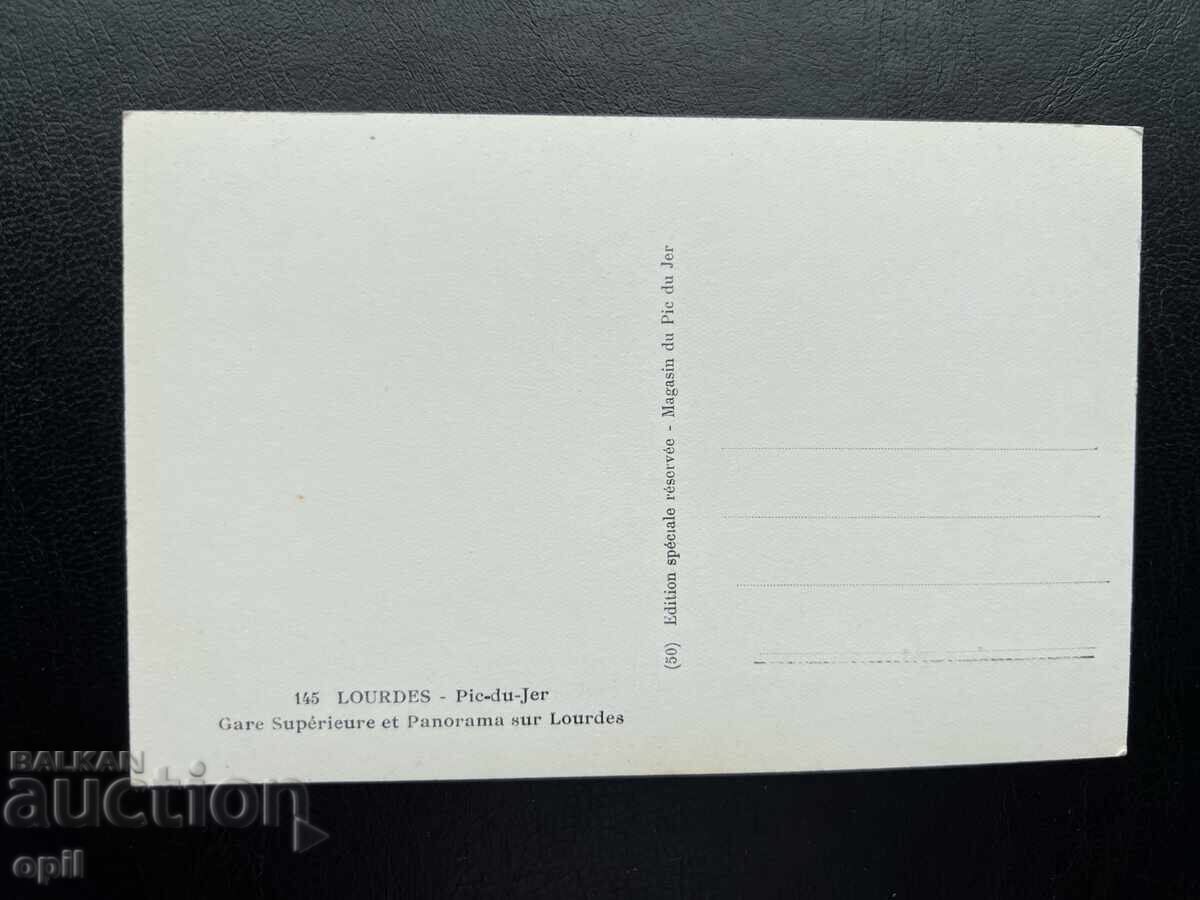 145 LOURDES - Pic-du-Jer
Gare Supérieure et Panorama sur Lourdes
(50) Edition spéciale réservée - Magasin du Pic du Jer
BALKAN
auction
opil